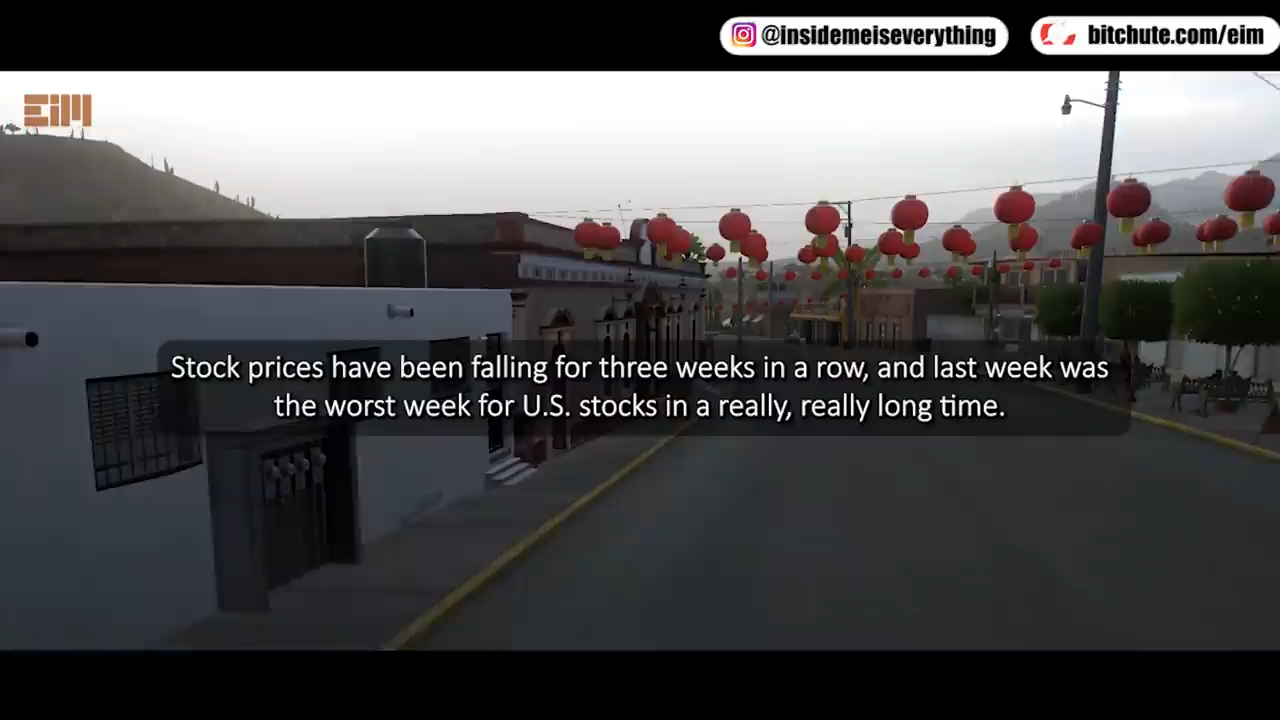 @insidemeiseverything bitchute.com/eim
EiM
Stock prices have been falling for three weeks in a row, and last week was
the worst week for U.S. stocks in a really, really long time.